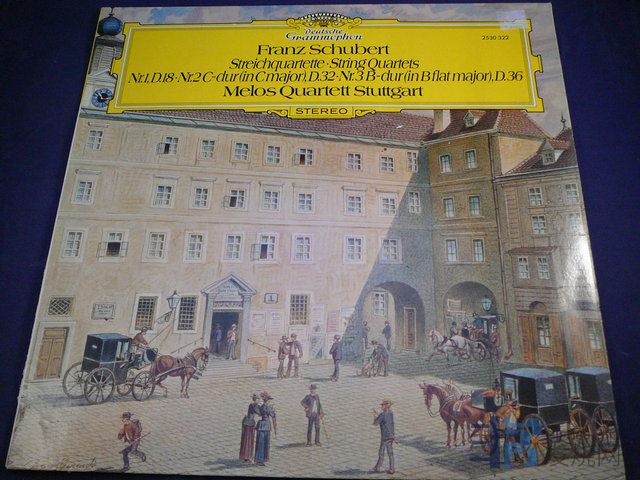 Deutsche
Grammophon
2530 322
Franz Schubert
Streichquartette · String Quartets
Nr.1, D.18 · Nr.2 C-dur (in C major), D.32 · Nr.3 B-dur (in B flat major), D.36
Melos Quartett Stuttgart
STEREO